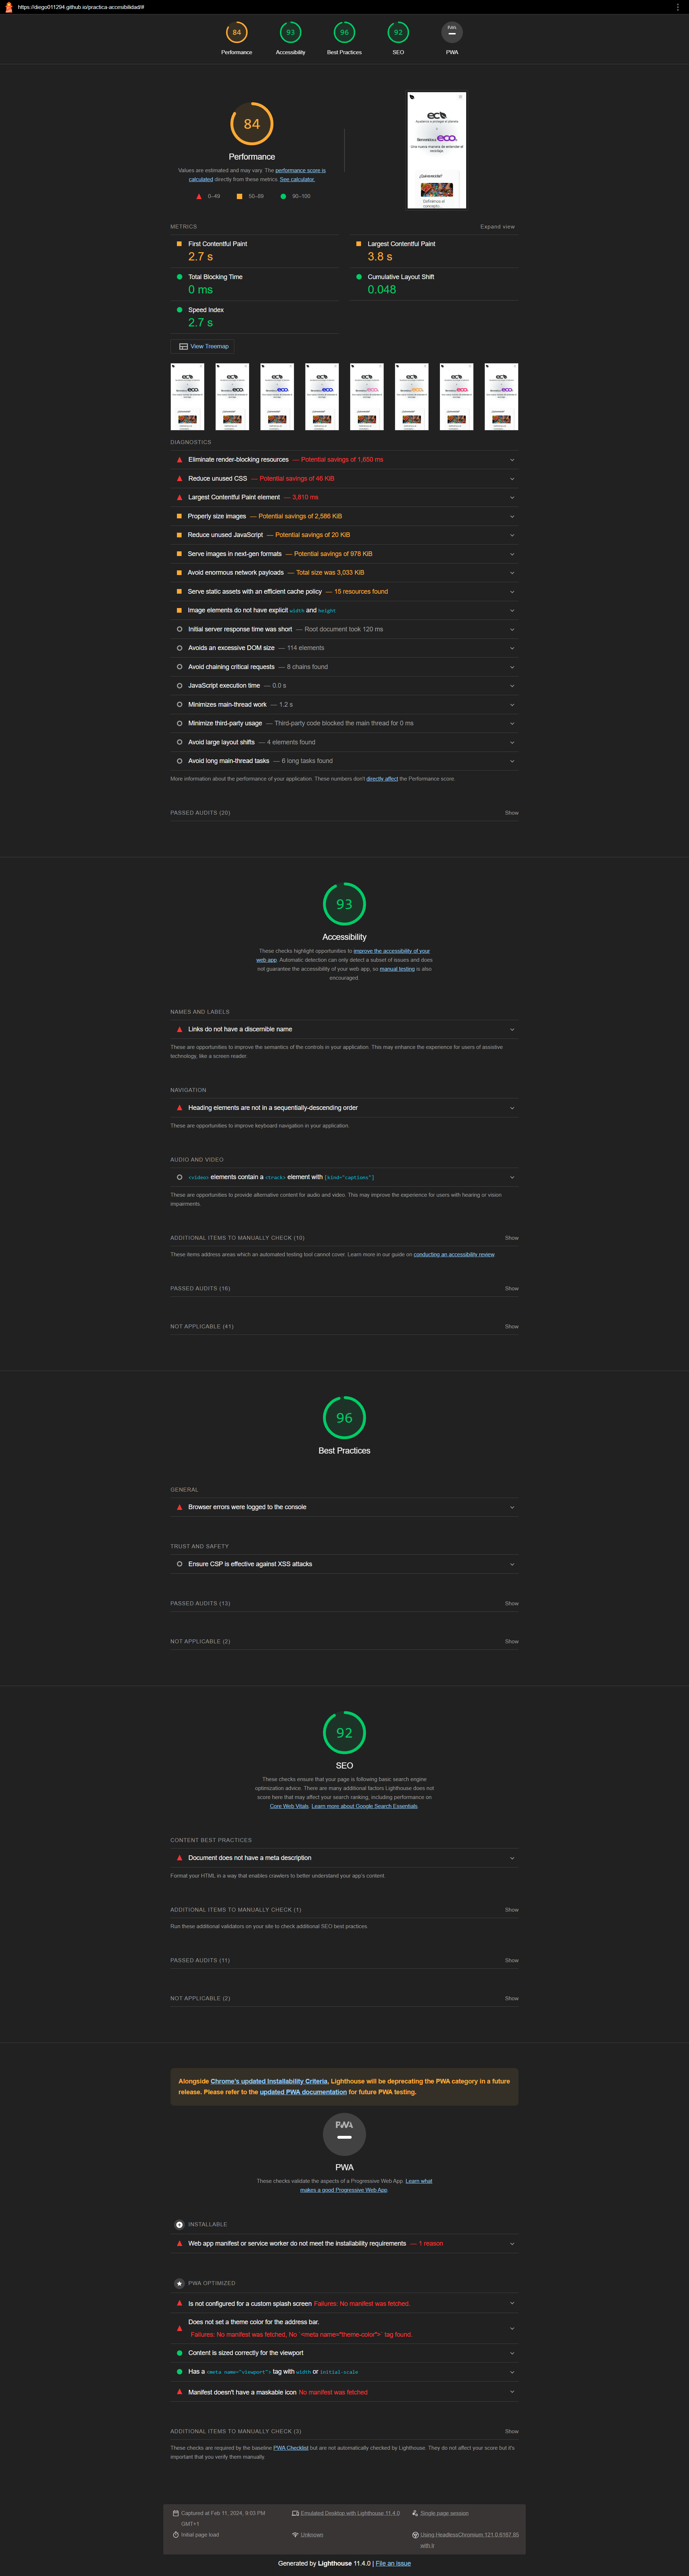 https://diego011294.github.io/practica-accesibilidad/#
84
93
96
92
PWA
Performance
Accessibility
Best Practices
SEO
PWA
84
Performance
Values are estimated and may vary. The performance score is
calculated directly from these metrics. See calculator.
0–49
50–89
90–100
METRICS
Expand view
First Contentful Paint
2.7 s
Largest Contentful Paint
3.8 s
Total Blocking Time
0 ms
Cumulative Layout Shift
0.048
Speed Index
2.7 s
View Treemap
DIAGNOSTICS
Eliminate render-blocking resources — Potential savings of 1,650 ms
Reduce unused CSS — Potential savings of 46 KiB
Largest Contentful Paint element — 3,810 ms
Properly size images — Potential savings of 2,586 KiB
Reduce unused JavaScript — Potential savings of 20 KiB
Serve images in next-gen formats — Potential savings of 978 KiB
Avoid enormous network payloads — Total size was 3,033 KiB
Serve static assets with an efficient cache policy — 15 resources found
Image elements do not have explicit width and height
Initial server response time was short — Root document took 120 ms
Avoids an excessive DOM size — 114 elements
Avoid chaining critical requests — 8 chains found
JavaScript execution time — 0.0 s
Minimizes main-thread work — 1.2 s
Minimize third-party usage — Third-party code blocked the main thread for 0 ms
Avoid large layout shifts — 4 elements found
Avoid long main-thread tasks — 6 long tasks found
More information about the performance of your application. These numbers don't directly affect the Performance score.
PASSED AUDITS (20)
Show
93
Accessibility
These checks highlight opportunities to improve the accessibility of your
web app. Automatic detection can only detect a subset of issues and does
not guarantee the accessibility of your web app, so manual testing is also
encouraged.
NAMES AND LABELS
Links do not have a discernible name
These are opportunities to improve the semantics of the controls in your application. This may enhance the experience for users of assistive
technology, like a screen reader.
NAVIGATION
Heading elements are not in a sequentially-descending order
These are opportunities to improve keyboard navigation in your application.
AUDIO AND VIDEO
<video> elements contain a <track> element with [kind="captions"]
These are opportunities to provide alternative content for audio and video. This may improve the experience for users with hearing or vision
impairments.
ADDITIONAL ITEMS TO MANUALLY CHECK (10)
Show
These items address areas which an automated testing tool cannot cover. Learn more in our guide on conducting an accessibility review.
PASSED AUDITS (16)
Show
NOT APPLICABLE (41)
Show
96
Best Practices
GENERAL
Browser errors were logged to the console
TRUST AND SAFETY
Ensure CSP is effective against XSS attacks
PASSED AUDITS (13)
Show
NOT APPLICABLE (2)
Show
92
SEO
These checks ensure that your page is following basic search engine
optimization advice. There are many additional factors Lighthouse does not
score here that may affect your search ranking, including performance on
Core Web Vitals. Learn more about Google Search Essentials.
CONTENT BEST PRACTICES
Document does not have a meta description
Format your HTML in a way that enables crawlers to better understand your app's content.
ADDITIONAL ITEMS TO MANUALLY CHECK (1)
Show
Run these additional validators on your site to check additional SEO best practices.
PASSED AUDITS (11)
Show
NOT APPLICABLE (2)
Show
Alongside Chrome's updated Installability Criteria, Lighthouse will be deprecating the PWA category in a future
release. Please refer to the updated PWA documentation for future PWA testing.
PWA
PWA
These checks validate the aspects of a Progressive Web App. Learn what
makes a good Progressive Web App.
INSTALLABLE
Web app manifest or service worker do not meet the installability requirements — 1 reason
PWA OPTIMIZED
Is not configured for a custom splash screen Failures: No manifest was fetched.
Does not set a theme color for the address bar.
Failures: No manifest was fetched, No `<meta name="theme-color">` tag found.
Content is sized correctly for the viewport
Has a <meta name="viewport"> tag with width or initial-scale
Manifest doesn't have a maskable icon No manifest was fetched
ADDITIONAL ITEMS TO MANUALLY CHECK (3)
Show
These checks are required by the baseline PWA Checklist but are not automatically checked by Lighthouse. They do not affect your score but it's
important that you verify them manually.
Captured at Feb 11, 2024, 9:03 PM
GMT+1
Emulated Desktop with Lighthouse 11.4.0
Single page session
Initial page load
Unknown
Using HeadlessChromium 121.0.6167.85
with lr
Generated by Lighthouse 11.4.0 | File an issue